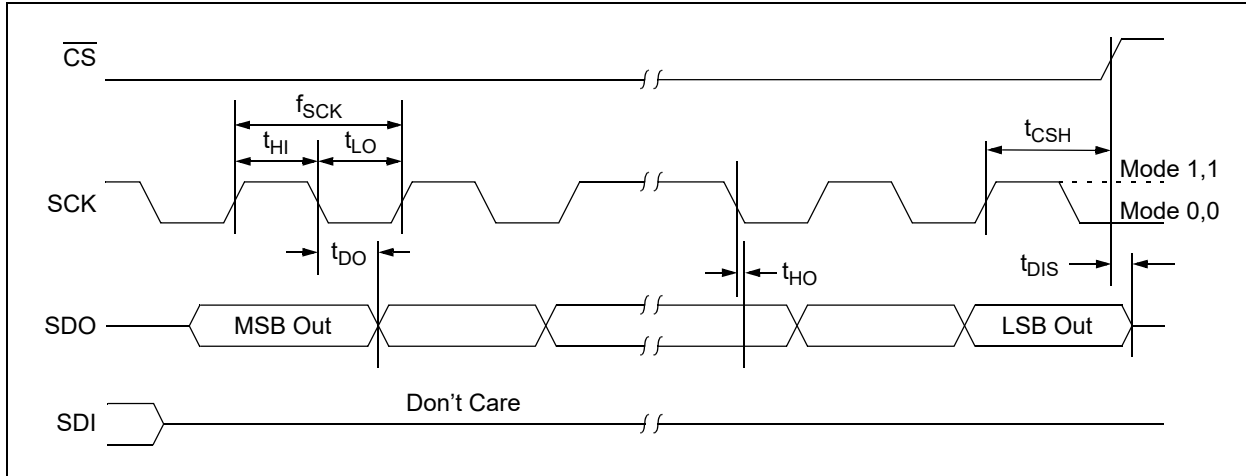 CS
fSCK
tHI tLO
tCSH
SCK
Mode 1,1
Mode 0,0
tDO
tHO
tDIS
SDO
MSB Out
LSB Out
SDI
Don't Care